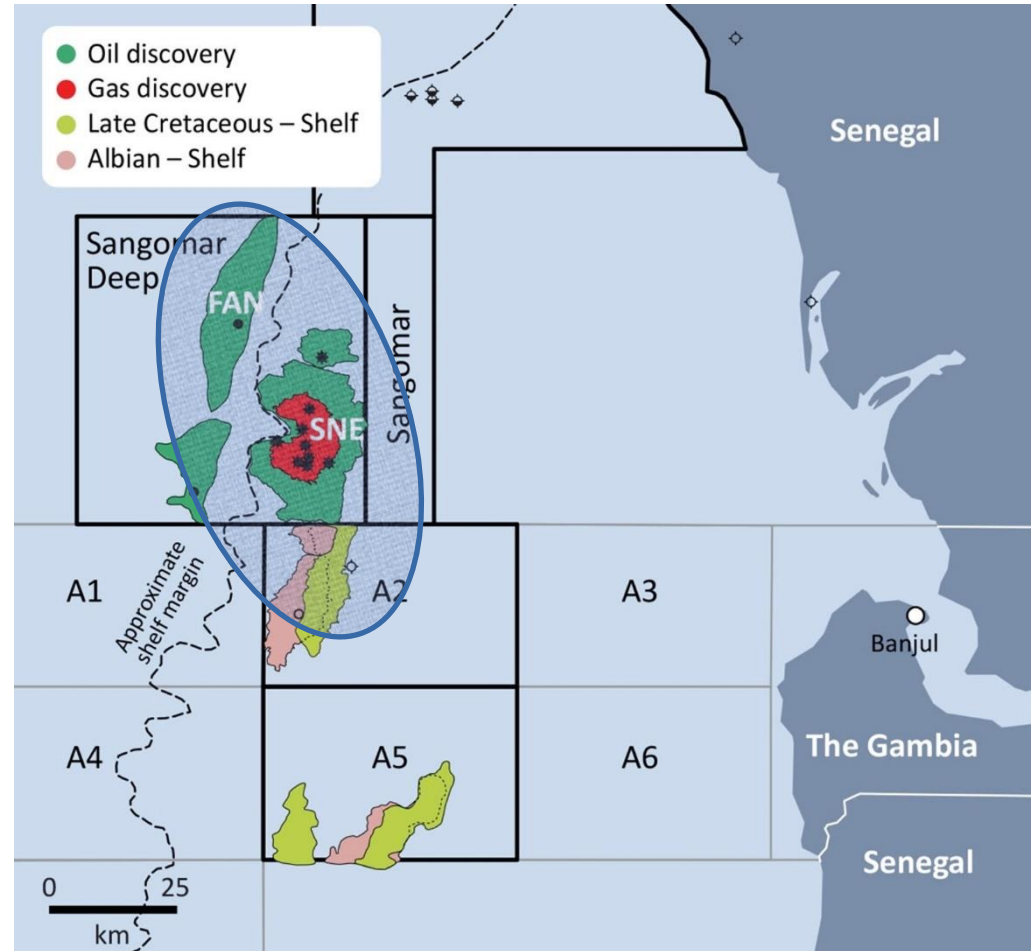 Oil discovery
Gas discovery
Late Cretaceous – Shelf
Albian – Shelf
Senegal
Sangomar
Deep
FAN
Sangomar
SNE
A1
Approximate
shelf margin
A2
A3
Banjul
A4
A5
A6
The Gambia
Senegal
0 25
km